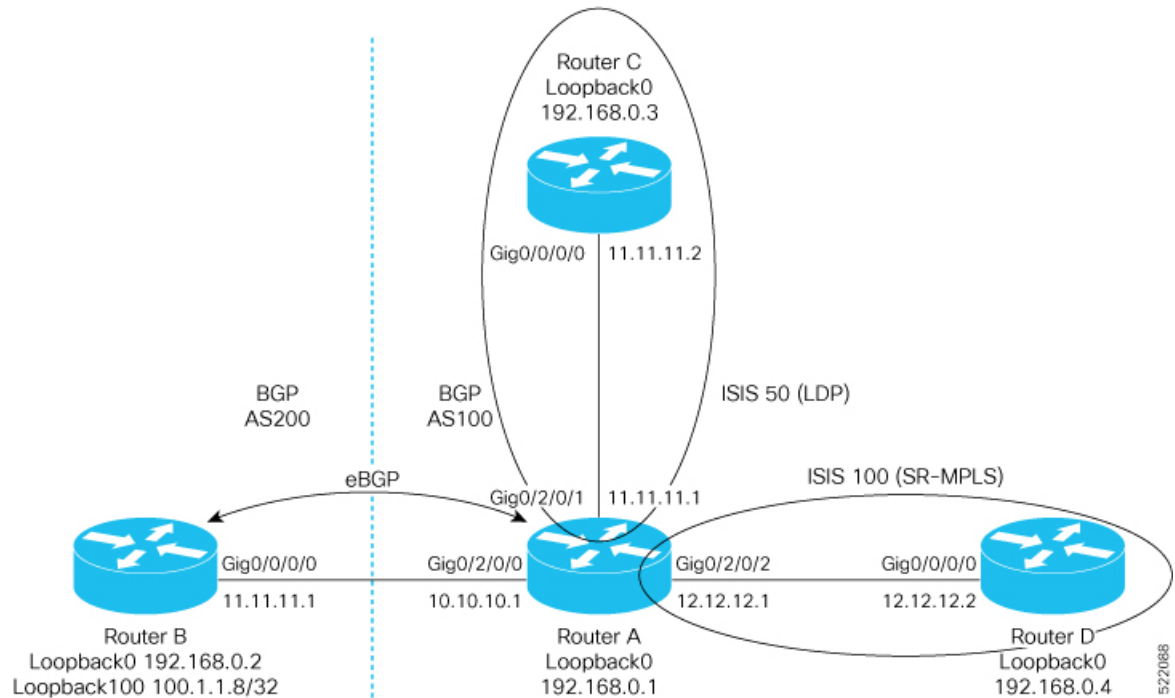 Router C
Loopback0
192.168.0.3
Gig0/0/0/0
11.11.11.2
BGP
AS200
BGP
AS100
ISIS 50 (LDP)
eBGP
Gig0/2/0/1
11.11.11.1
ISIS 100 (SR-MPLS)
Gig0/0/0/0
Gig0/2/0/0
Gig0/2/0/2
Gig0/0/0/0
11.11.11.1
10.10.10.1
12.12.12.1
12.12.12.2
Router B
Loopback0 192.168.0.2
Loopback100 100.1.1.8/32
Router A
Loopback0
192.168.0.1
Router D
Loopback0
192.168.0.4
522088